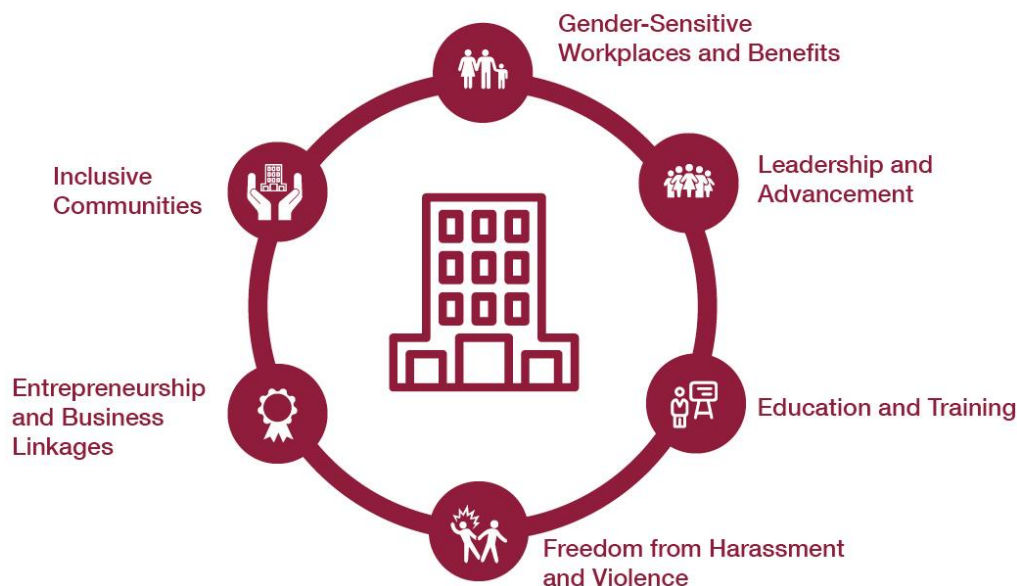 Gender-Sensitive
Workplaces and Benefits
Leadership and
Advancement
Education and Training
Freedom from Harassment
and Violence
Entrepreneurship
and Business
Linkages
Inclusive
Communities